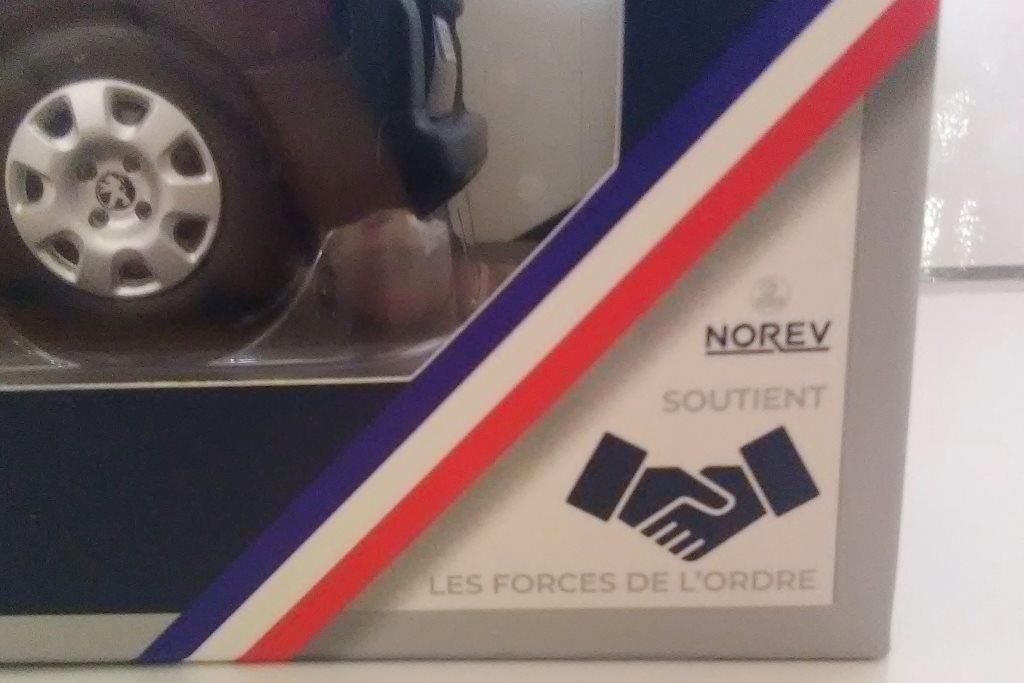 NOREV
SOUTIENT
LES FORCES DE L'ORDRE